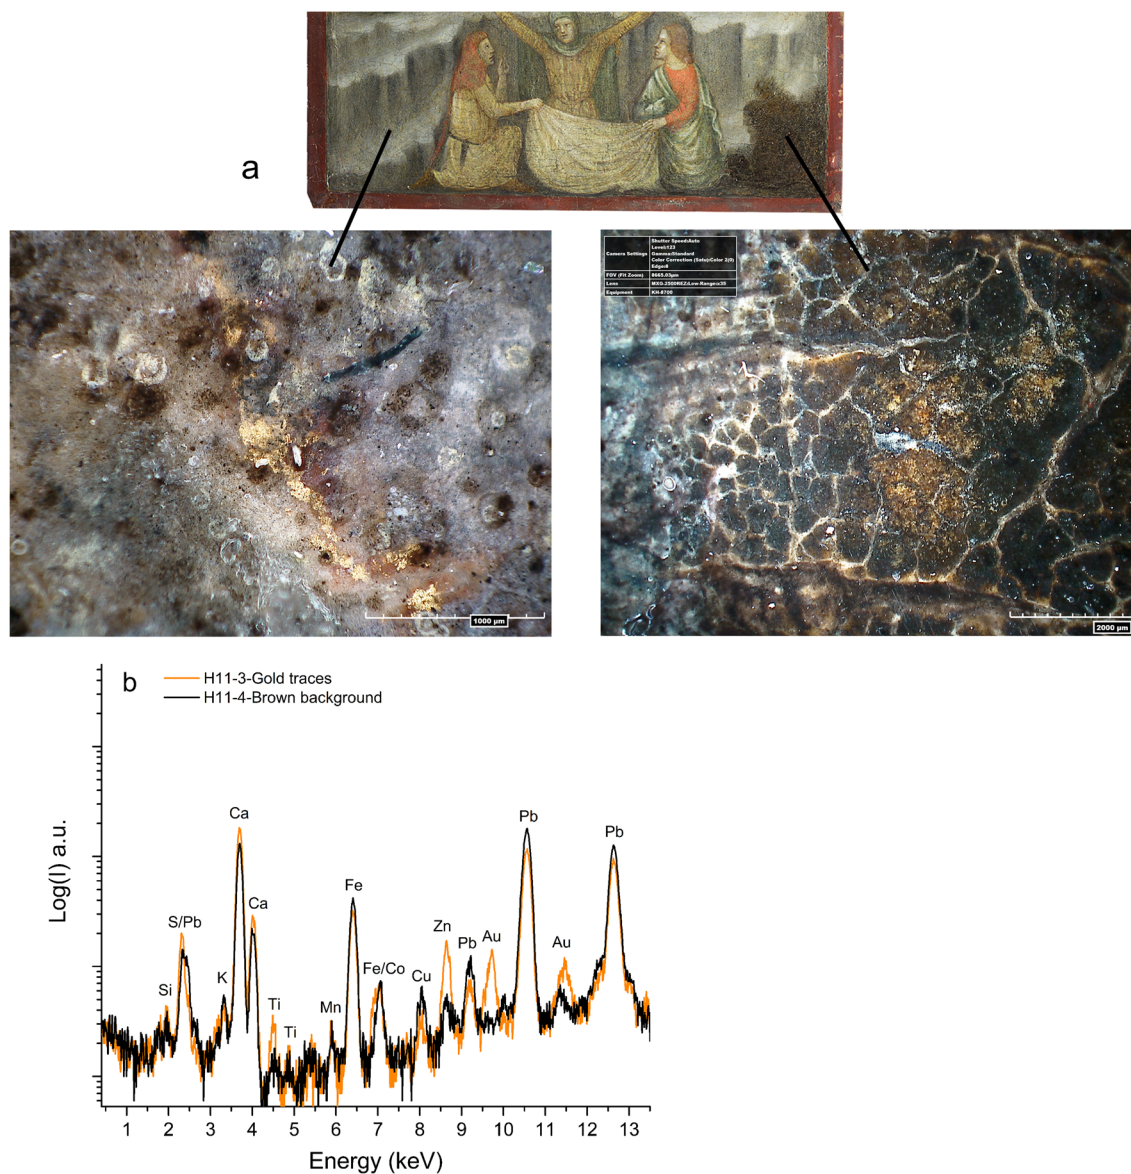 a
Camera Settings
Shutter Speed:Auto
Level:123
Gamma:Standard
Color Correction (Satu):Color 2(0)
Edge:8
FOV (Fit Zoom) 8665.03µm
Lens MXG-2500REZ:Low-Range:x35
Equipment KH-8700
1000 µm
2000 µm
b
H11-3-Gold traces
H11-4-Brown background
Log(I) a.u.
Si
S/Pb
K
Ca
Ca
Ti
Ti
Mn
Fe
Fe/Co
Cu
Zn
Pb
Au
Pb
Au
Pb
1 2 3 4 5 6 7 8 9 10 11 12 13
Energy (keV)